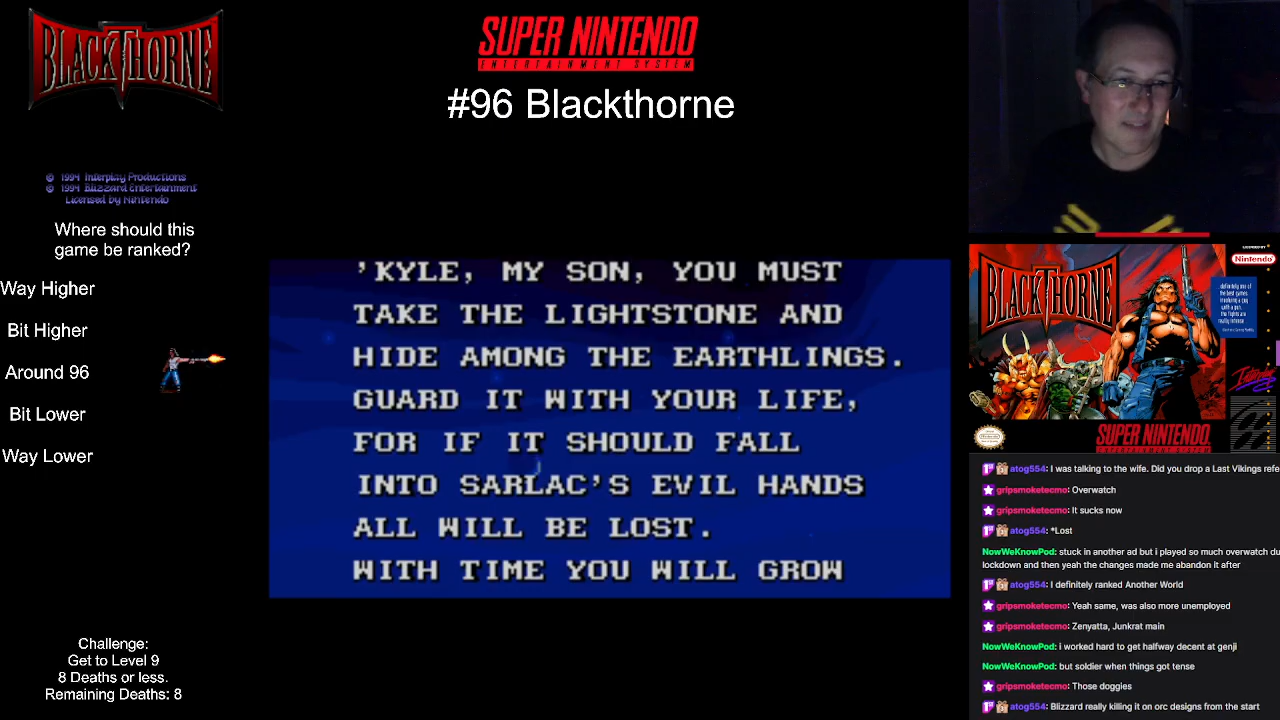 BLACKTHORNE
SUPER NINTENDO
ENTERTAINMENT SYSTEM
#96 Blackthorne
© 1994 Interplay Productions
© 1994 Blizzard Entertainment
Licensed by Nintendo
Where should this
game be ranked?
Way Higher
Bit Higher
Around 96
Bit Lower
Way Lower
Challenge:
Get to Level 9
8 Deaths or less.
Remaining Deaths: 8
'KYLE, MY SON, YOU MUST
TAKE THE LIGHTSTONE AND
HIDE AMONG THE EARTHLINGS.
GUARD IT WITH YOUR LIFE,
FOR IF IT SHOULD FALL
INTO SARLAC'S EVIL HANDS
ALL WILL BE LOST.
WITH TIME YOU WILL GROW
Nintendo
BLACKTHORNE
Interplay
SUPER NINTENDO
atog554: I was talking to the wife. Did you drop a Last Vikings refe
gripsmoketecmo: Overwatch
gripsmoketecmo: It sucks now
atog554: *Lost
NowWeKnowPod: stuck in another ad but i played so much overwatch du
lockdown and then yeah the changes made me abandon it after
atog554: I definitely ranked Another World
gripsmoketecmo: Yeah same, was also more unemployed
gripsmoketecmo: Zenyatta, Junkrat main
NowWeKnowPod: i worked hard to get halfway decent at genji
NowWeKnowPod: but soldier when things got tense
gripsmoketecmo: Those doggies
atog554: Blizzard really killing it on orc designs from the start